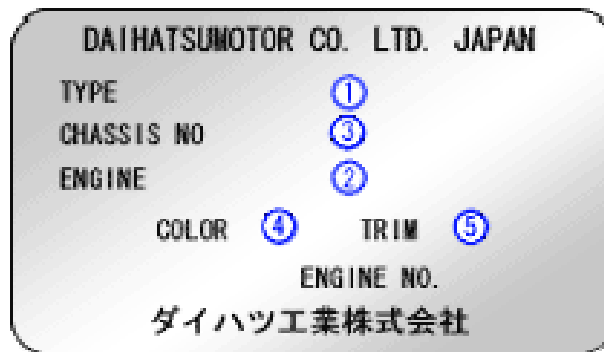 DAIHATSUMOTOR CO. LTD. JAPAN
TYPE ①
CHASSIS NO ③
ENGINE ②
COLOR ④ TRIM ⑤
ENGINE NO.
ダイハツ工業株式会社